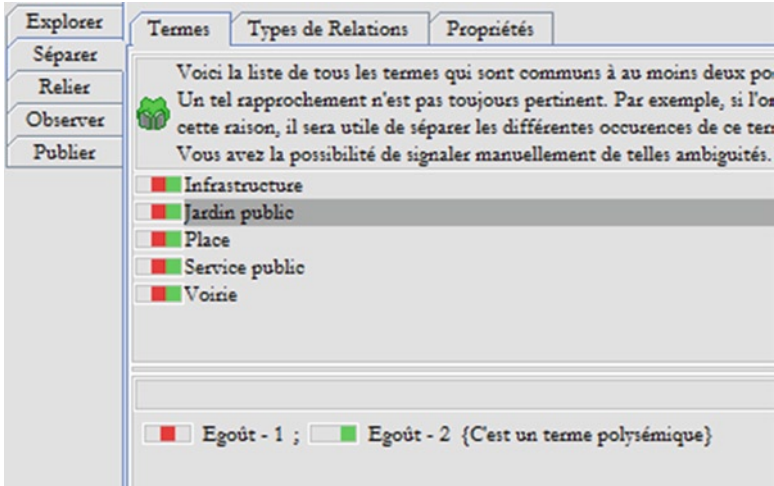 Explorer
Séparer
Relier
Observer
Publier
Termes Types de Relations Propriétés
Voici la liste de tous les termes qui sont communs à au moins deux
Un tel rapprochement n'est pas toujours pertinent. Par exemple, si
cette raison, il sera utile de séparer les différentes occurences de ce
Vous avez la possibilité de signaler manuellement de telles ambiguités.
Infrastructure
Jardin public
Place
Service public
Voirie
Egoût - 1 ; Egoût - 2 {C'est un terme polysémique}